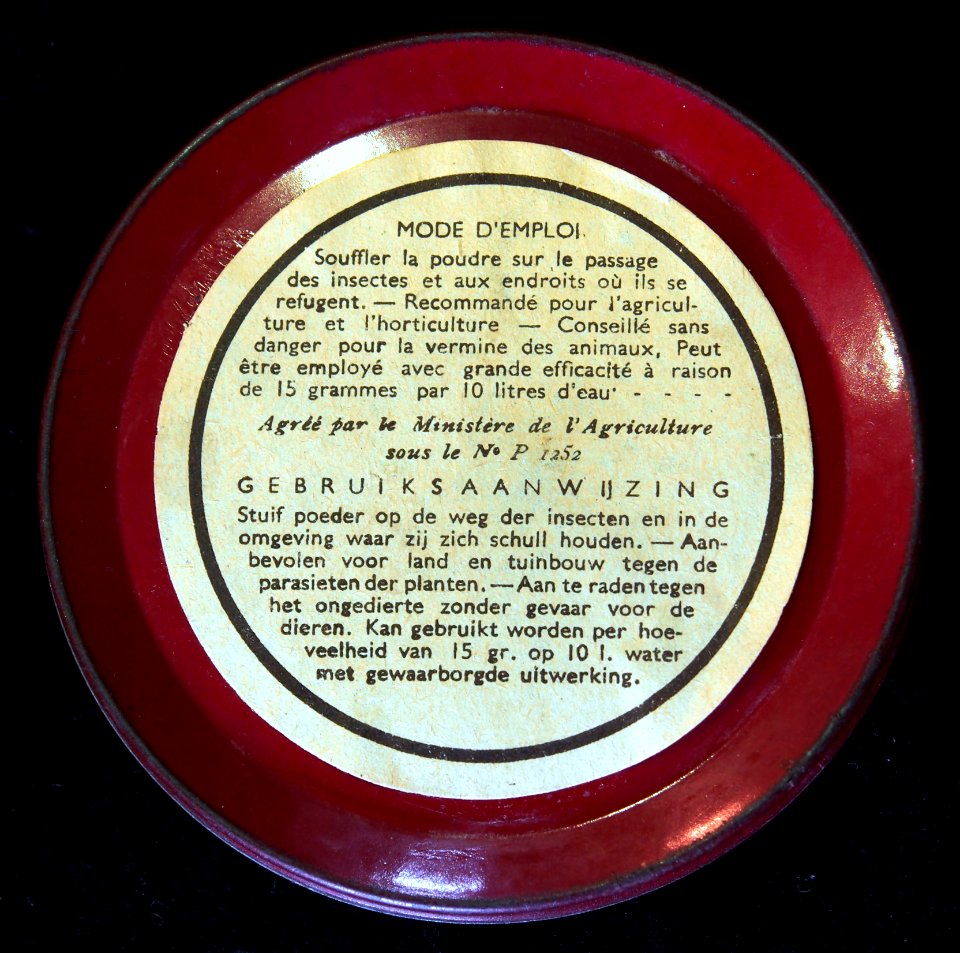 MODE D'EMPLOI
Souffler la poudre sur le passage
des insectes et aux endroits où ils se
refugent. — Recommandé pour l'agricul-
ture et l'horticulture — Conseillé sans
danger pour la vermine des animaux, Peut
être employé avec grande efficacité à raison
de 15 grammes par 10 litres d'eau· - - - -
Agréé par le Ministère de l'Agriculture
sous le No P 1252
GEBRUIKSAANWIJZING
Stuif poeder op de weg der insecten en in de
omgeving waar zij zich schull houden. — Aan-
bevolen voor land en tuinbouw tegen de
parasieten der planten. — Aan te raden tegen
het ongedierte zonder gevaar voor de
dieren. Kan gebruikt worden per hoe-
veelheid van 15 gr. op 10 l. water
met gewaarborgde uitwerking.